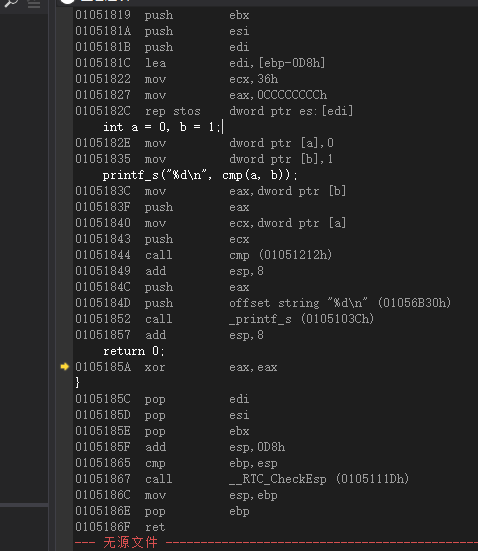 01051819 push ebx
0105181A push esi
0105181B push edi
0105181C lea edi,[ebp-0D8h]
01051822 mov ecx,36h
01051827 mov eax,0CCCCCCCCh
0105182C rep stos dword ptr es:[edi]
int a = 0, b = 1;
0105182E mov dword ptr [a],0
01051835 mov dword ptr [b],1
printf_s("%d\n", cmp(a, b));
0105183C mov eax,dword ptr [b]
0105183F push eax
01051840 mov ecx,dword ptr [a]
01051843 push ecx
01051844 call cmp (01051212h)
01051849 add esp,8
0105184C push eax
0105184D push offset string "%d\n" (01056B30h)
01051852 call _printf_s (0105103Ch)
01051857 add esp,8
return 0;
0105185A xor eax,eax
}
0105185C pop edi
0105185D pop esi
0105185E pop ebx
0105185F add esp,0D8h
01051865 cmp ebp,esp
01051867 call __RTC_CheckEsp (0105111Dh)
0105186C mov esp,ebp
0105186E pop ebp
0105186F ret
--- 无源文件 -----------------------------------------------